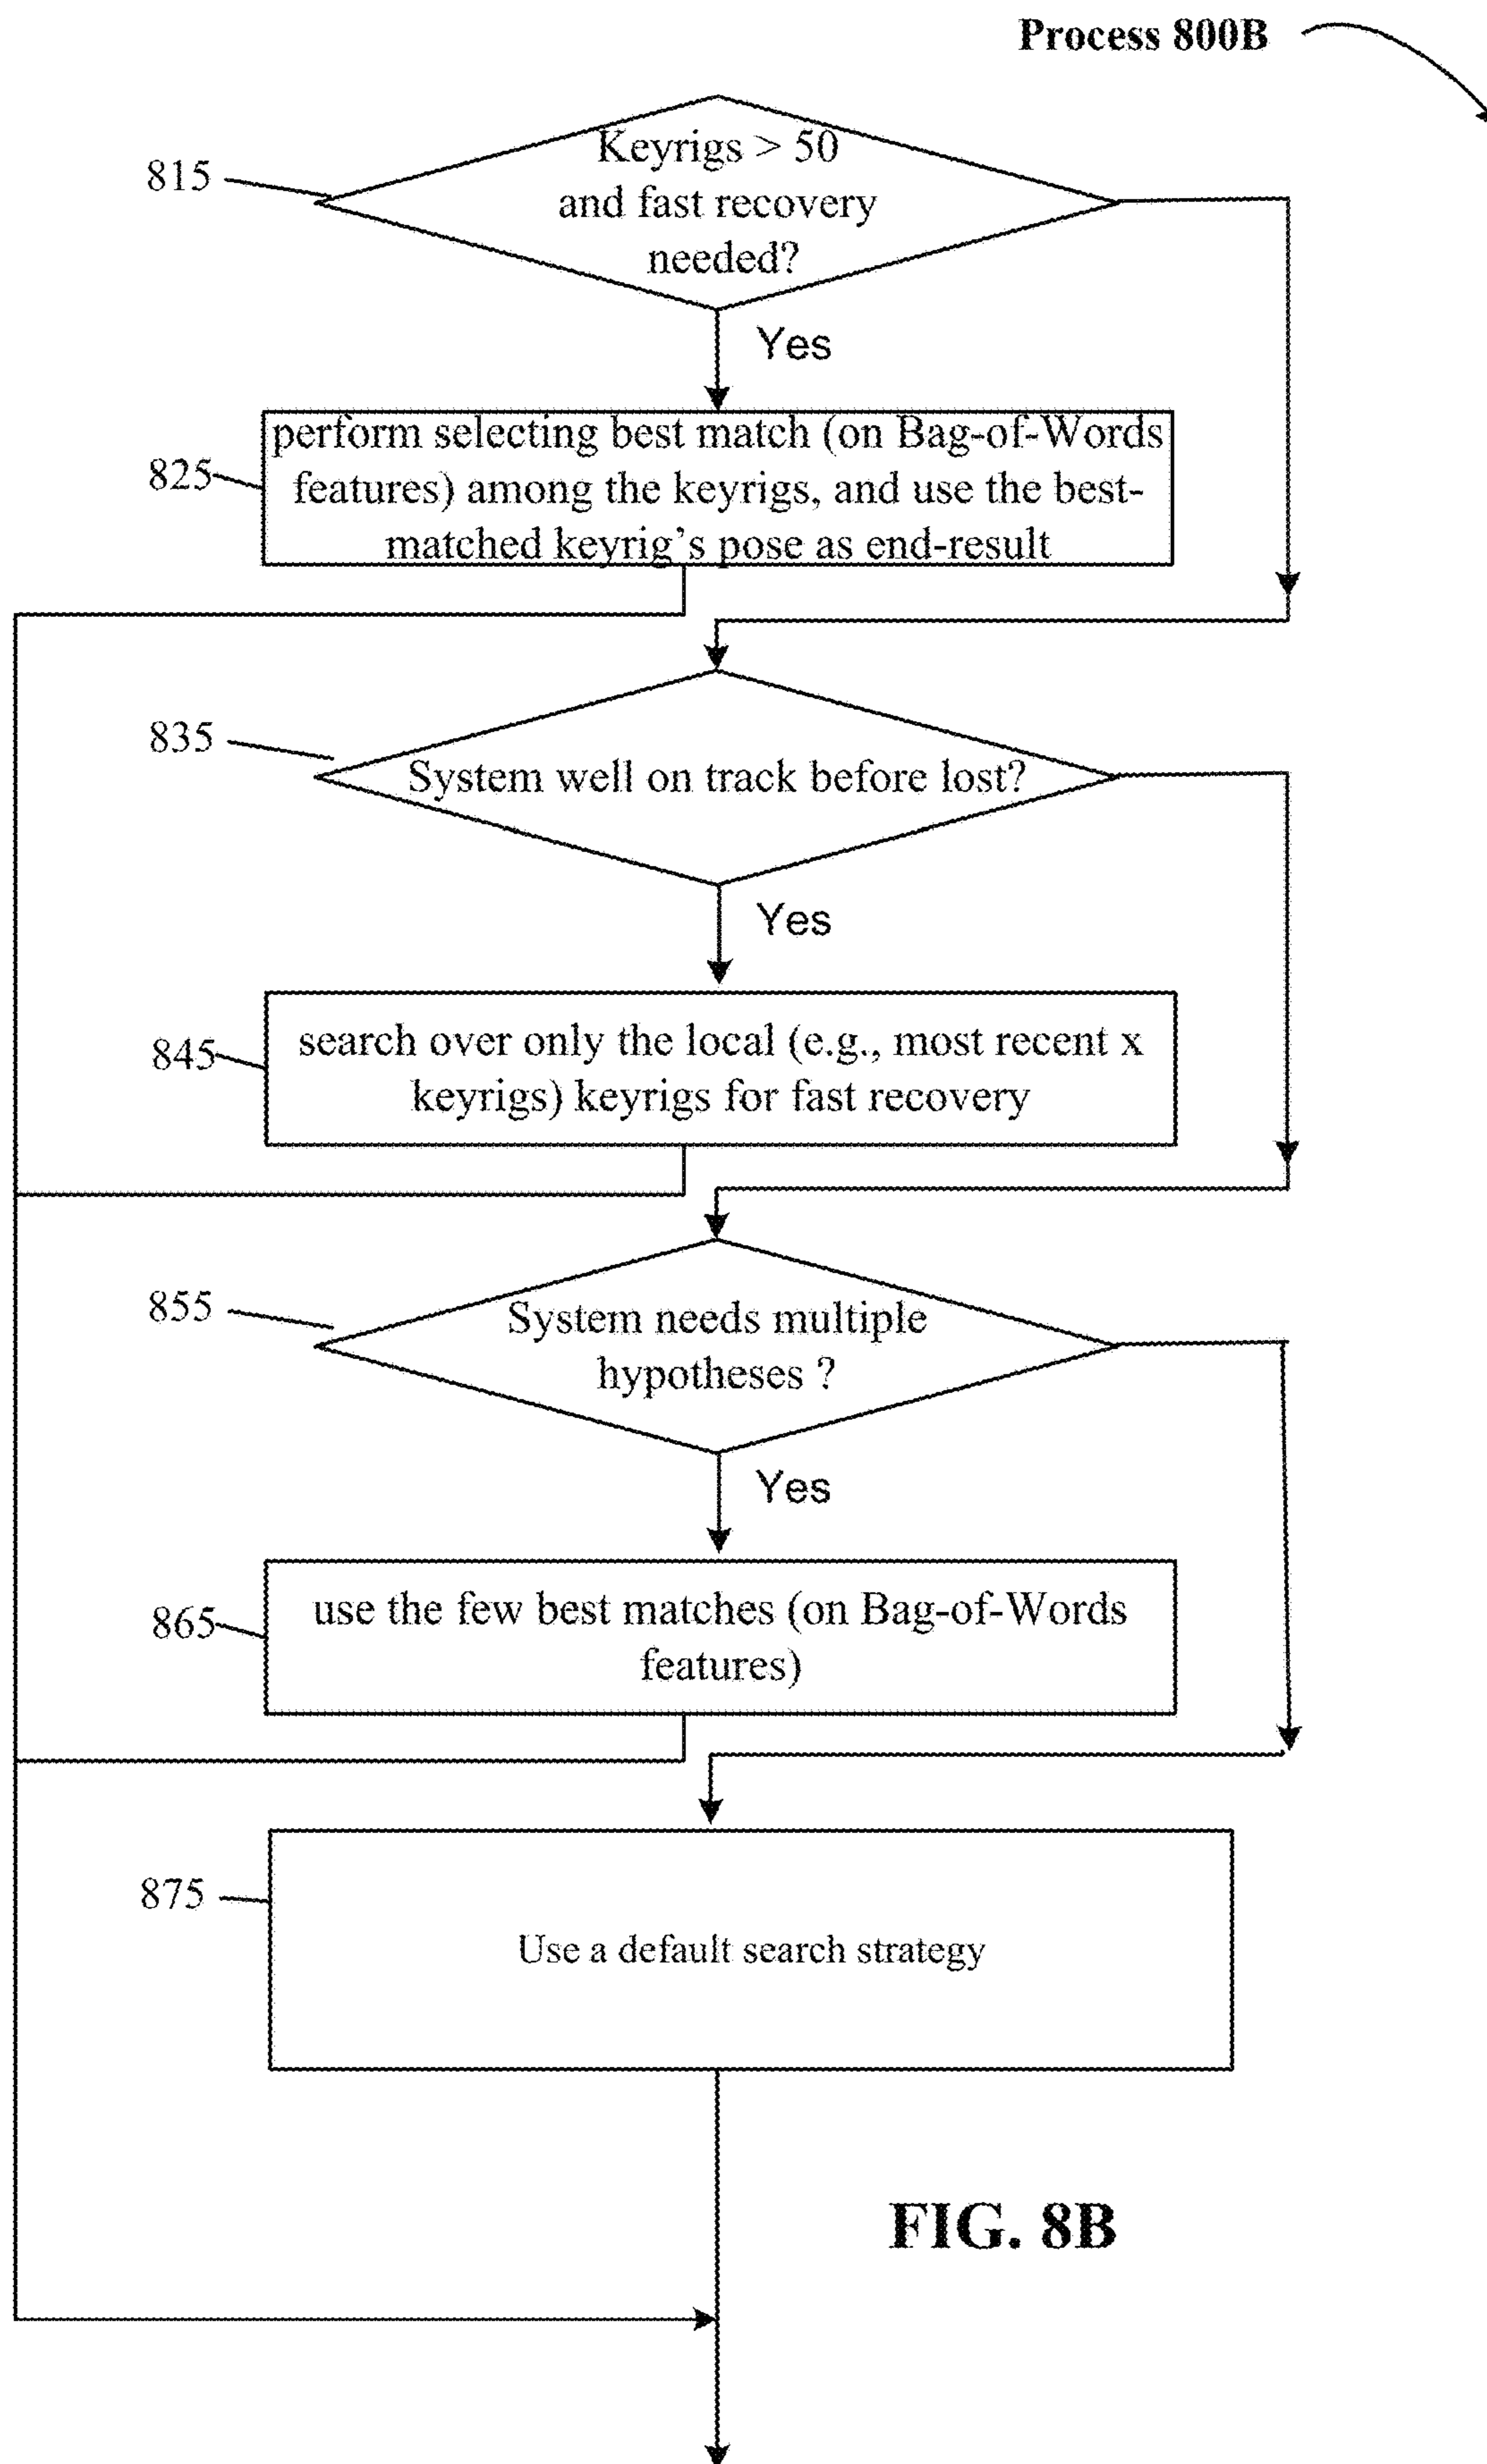 Process 800B
815
Keyrigs > 50
and fast recovery
needed?
Yes
825
perform selecting best match (on Bag-of-Words
features) among the keyrigs, and use the best-
matched keyrig's pose as end-result
835
System well on track before lost?
Yes
845
search over only the local (e.g., most recent x
keyrigs) keyrigs for fast recovery
855
System needs multiple
hypotheses ?
Yes
865
use the few best matches (on Bag-of-Words
features)
875
Use a default search strategy
FIG. 8B